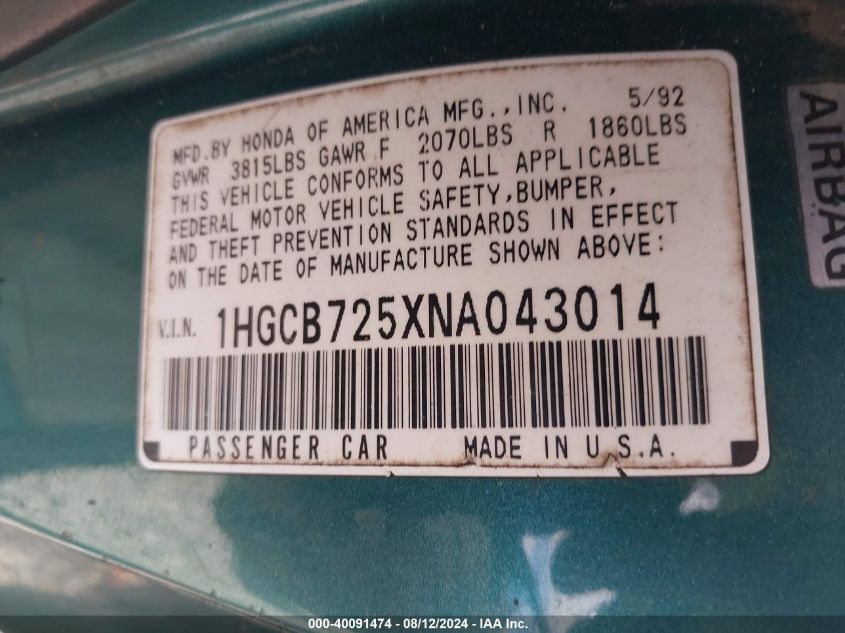 MFD.BY HONDA OF AMERICA MFG.,INC. 5/92
GVWR 3815LBS GAWR F 2070LBS R 1860LBS
THIS VEHICLE CONFORMS TO ALL APPLICABLE
FEDERAL MOTOR VEHICLE SAFETY,BUMPER,
AND THEFT PREVENTION STANDARDS IN EFFECT
ON THE DATE OF MANUFACTURE SHOWN ABOVE:
V.I.N. 1HGCB725XNA043014
PASSENGER CAR MADE IN U.S.A.
AIRBAG
000-40091474 - 08/12/2024 - IAA Inc.